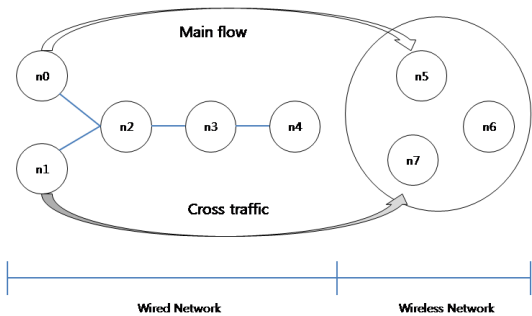 Main flow
n0
n5
n2
n3
n4
n6
n1
n7
Cross traffic
Wired Network
Wireless Network